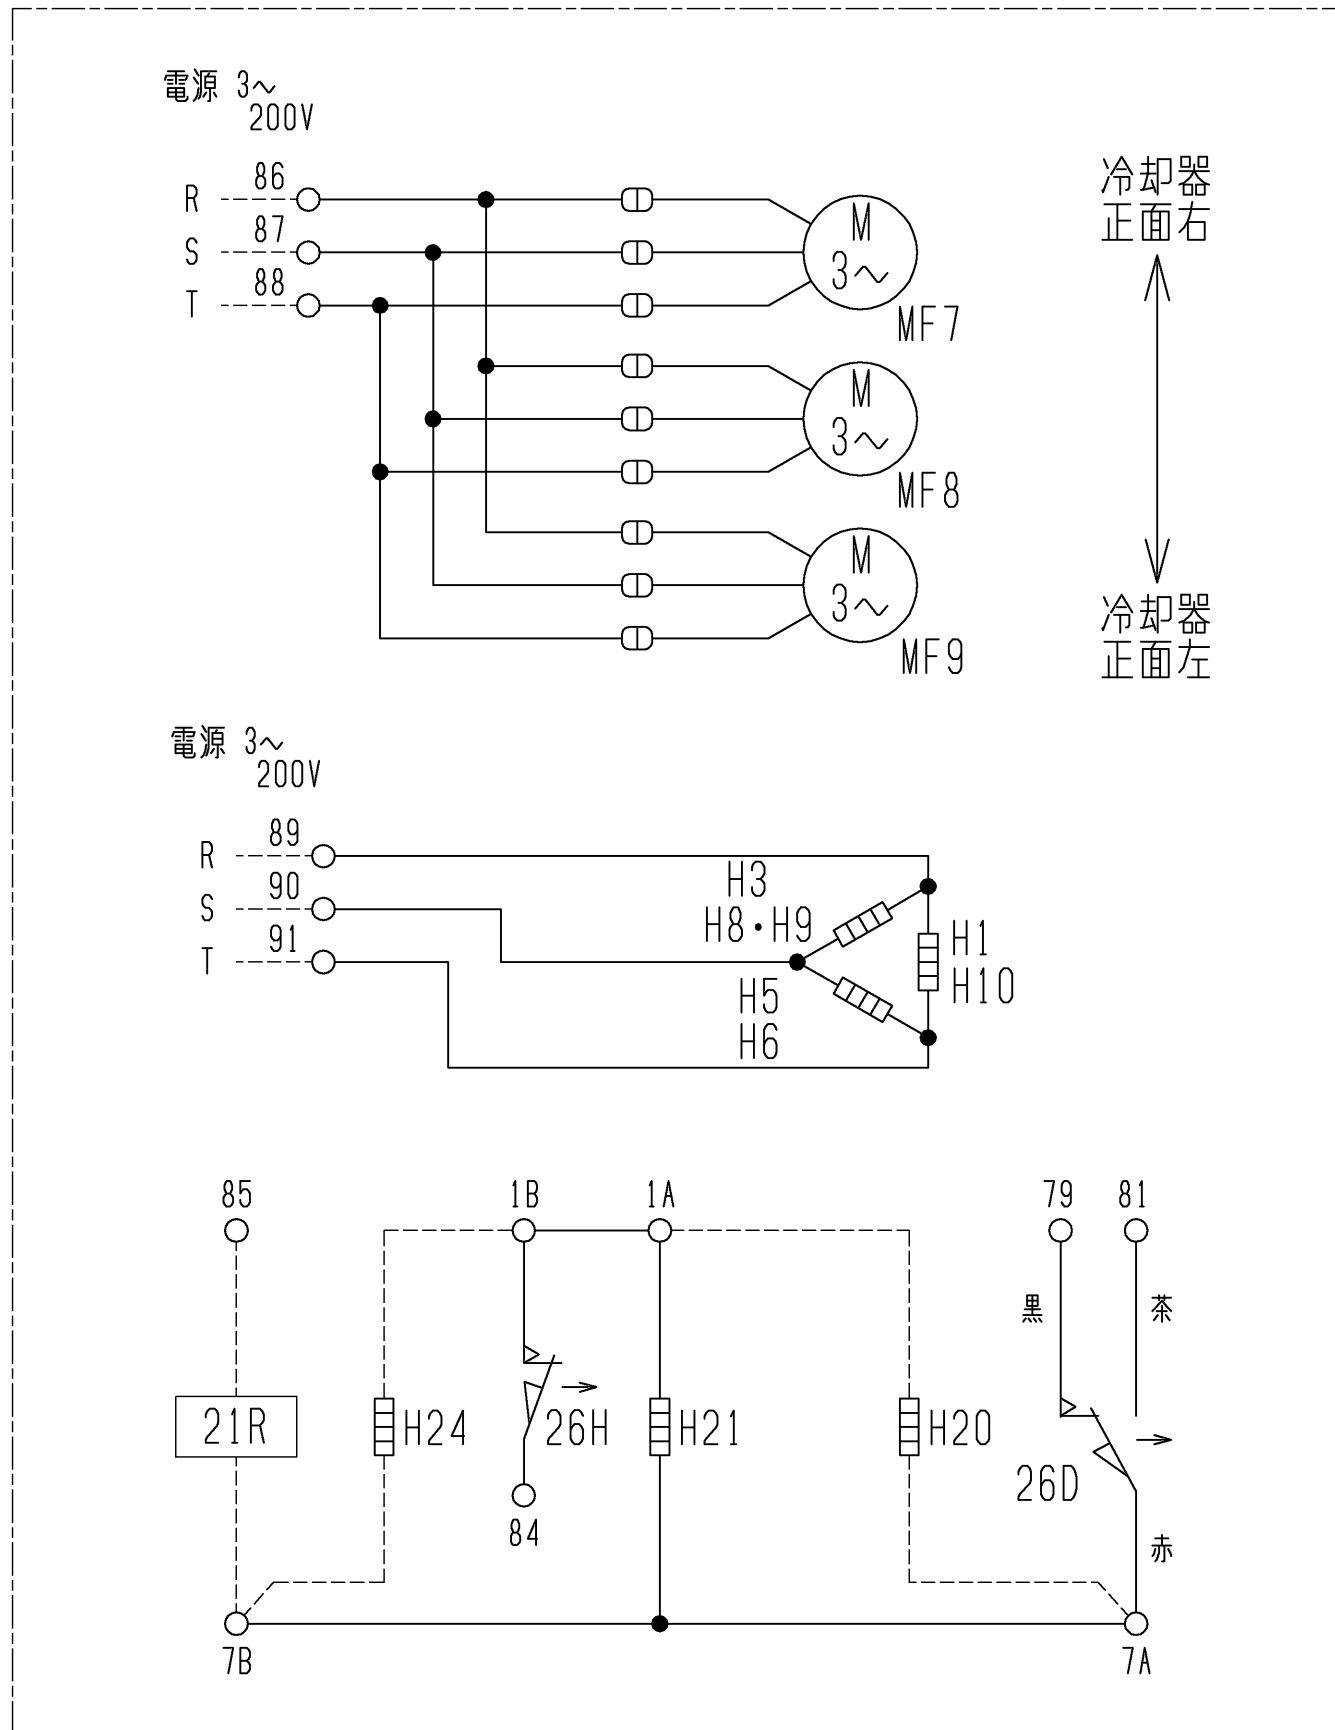 電源 3～
200V
R 86
S 87
T 88
M
3～
MF7
M
3～
MF8
M
3～
MF9
冷却器
正面右
冷却器
正面左
電源 3～
200V
R 89
S 90
T 91
H3
H8・H9
H1
H10
H5
H6
85
1B
1A
79
81
黒
茶
21R
H24
26H
H21
H20
26D
84
赤
7B
7A